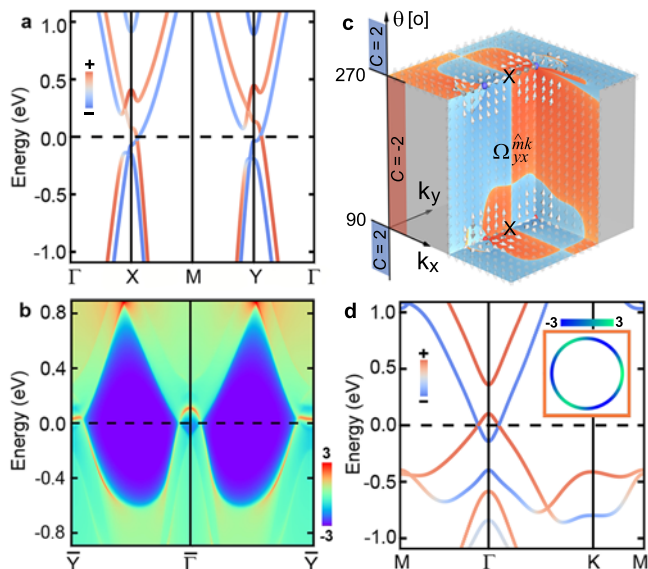 a
1.0
0.5
0.0
-0.5
-1.0
Energy (eV)
+
−
Γ X M Y Γ
b
0.8
0.4
0.0
-0.4
-0.8
Energy (eV)
3
-3
Y̅ Γ̅ Y̅
c
θ [o]
C = 2
270
C = -2
90
C = 2
X
Ω^{m̂k}_{yx}
k_y
X
k_x
d
1.0
0.5
0.0
-0.5
-1.0
Energy (eV)
+
−
-3 3
M Γ K M